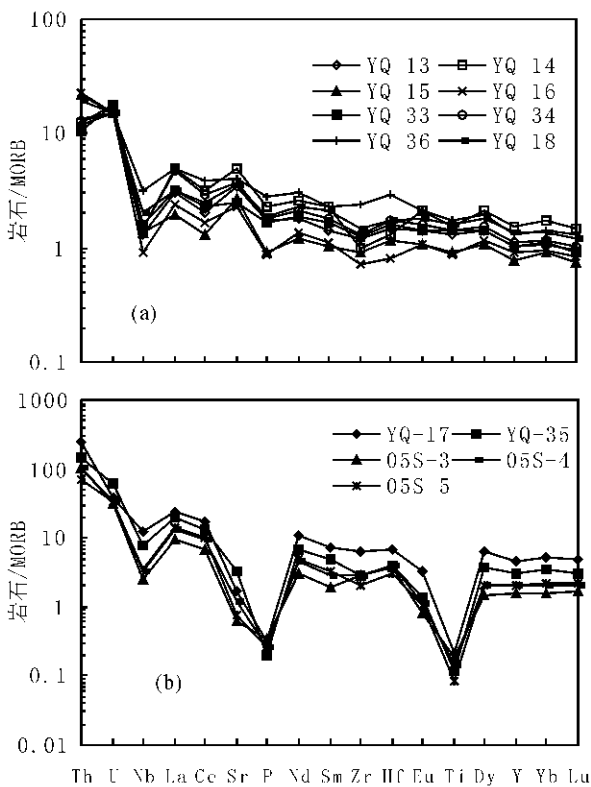 100
10
1
0.1
岩石/MORB
YQ 13 YQ 14
YQ 15 YQ 16
YQ 33 YQ 34
YQ 36 YQ 18
(a)
1000
100
10
1
0.1
0.01
岩石/MORB
YQ-17 YQ-35
05S-3 05S-4
05S 5
(b)
Th U Nb La Ce Sr P Nd Sm Zr Hf Eu Ti Dy Y Yb Lu